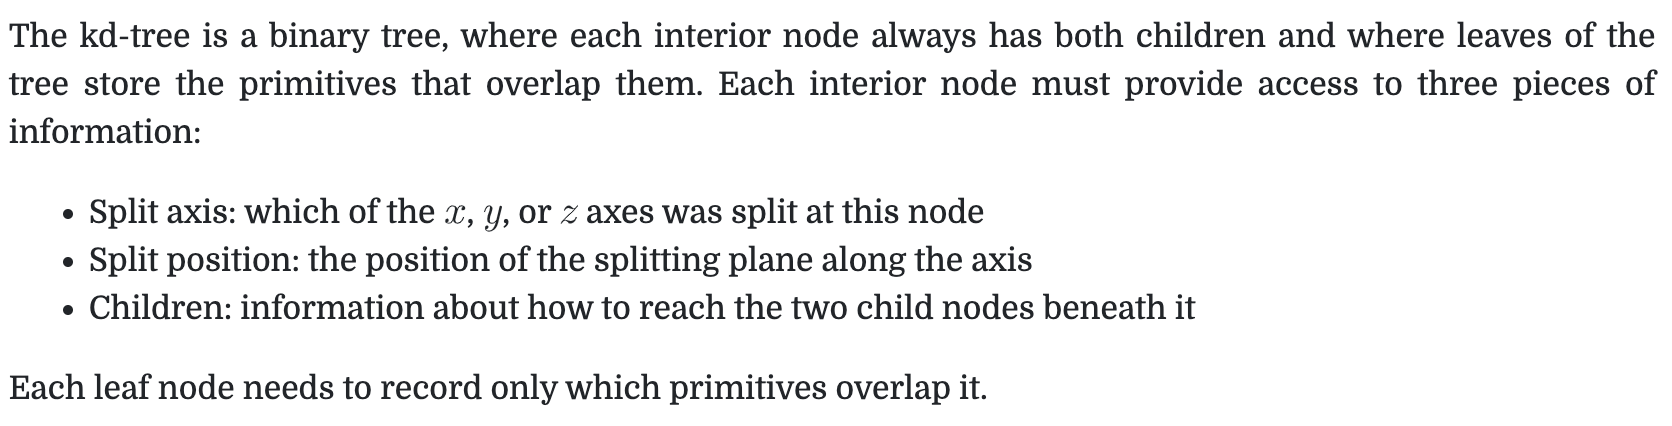 The kd-tree is a binary tree, where each interior node always has both children and where leaves of the
tree store the primitives that overlap them. Each interior node must provide access to three pieces of
information:
• Split axis: which of the x, y, or z axes was split at this node
• Split position: the position of the splitting plane along the axis
• Children: information about how to reach the two child nodes beneath it
Each leaf node needs to record only which primitives overlap it.